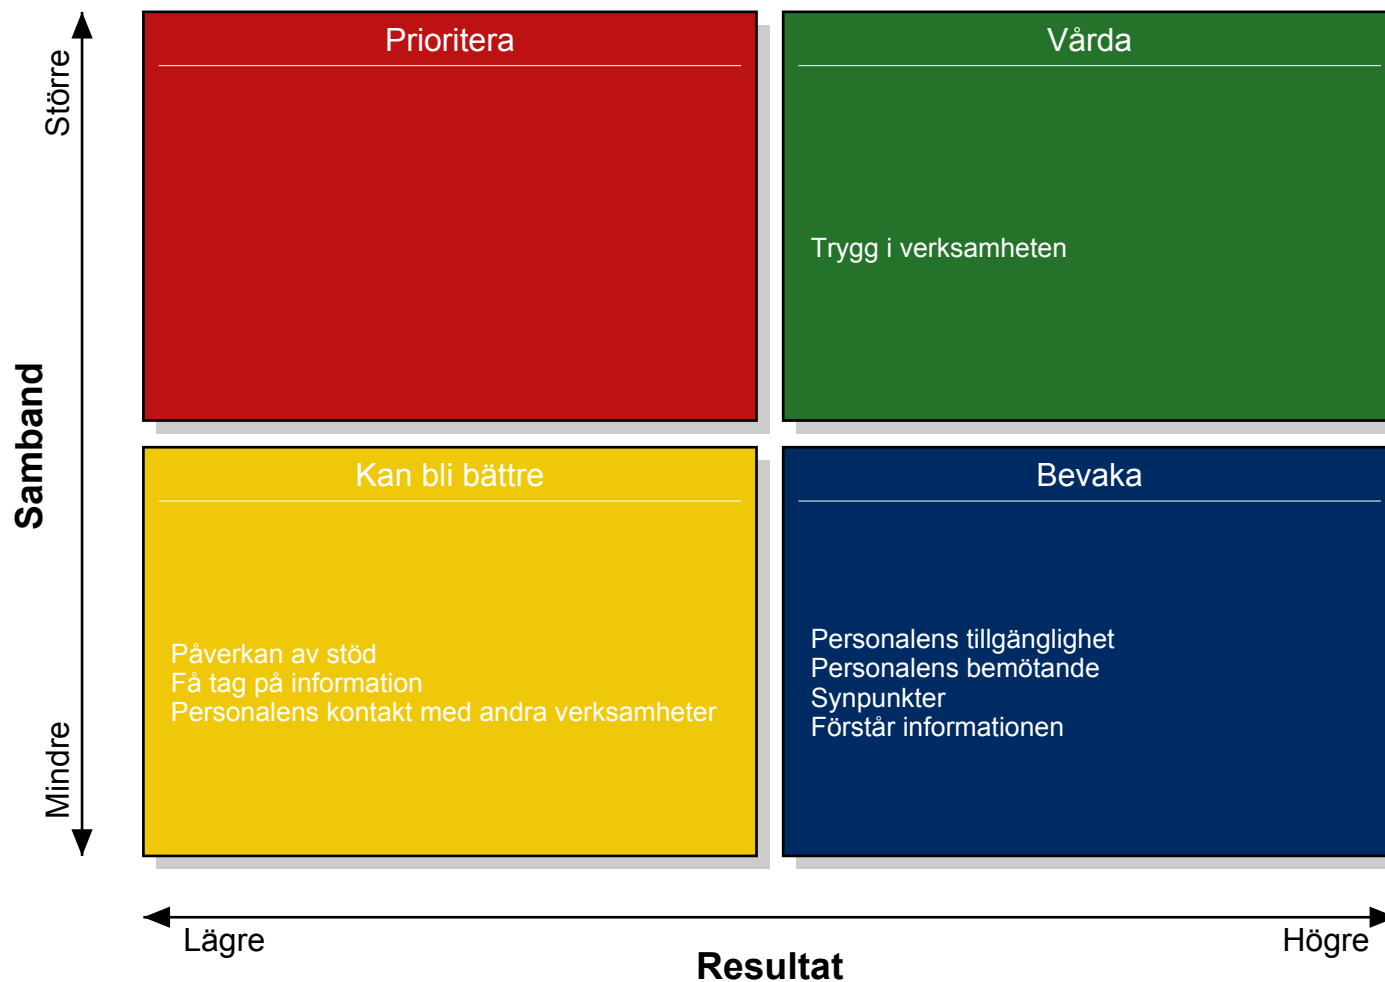 Större
Samband
Mindre
Prioritera
Vårda
Trygg i verksamheten
Kan bli bättre
Påverkan av stöd
Få tag på information
Personalens kontakt med andra verksamheter
Bevaka
Personalens tillgänglighet
Personalens bemötande
Synpunkter
Förstår informationen
Lägre
Högre
Resultat